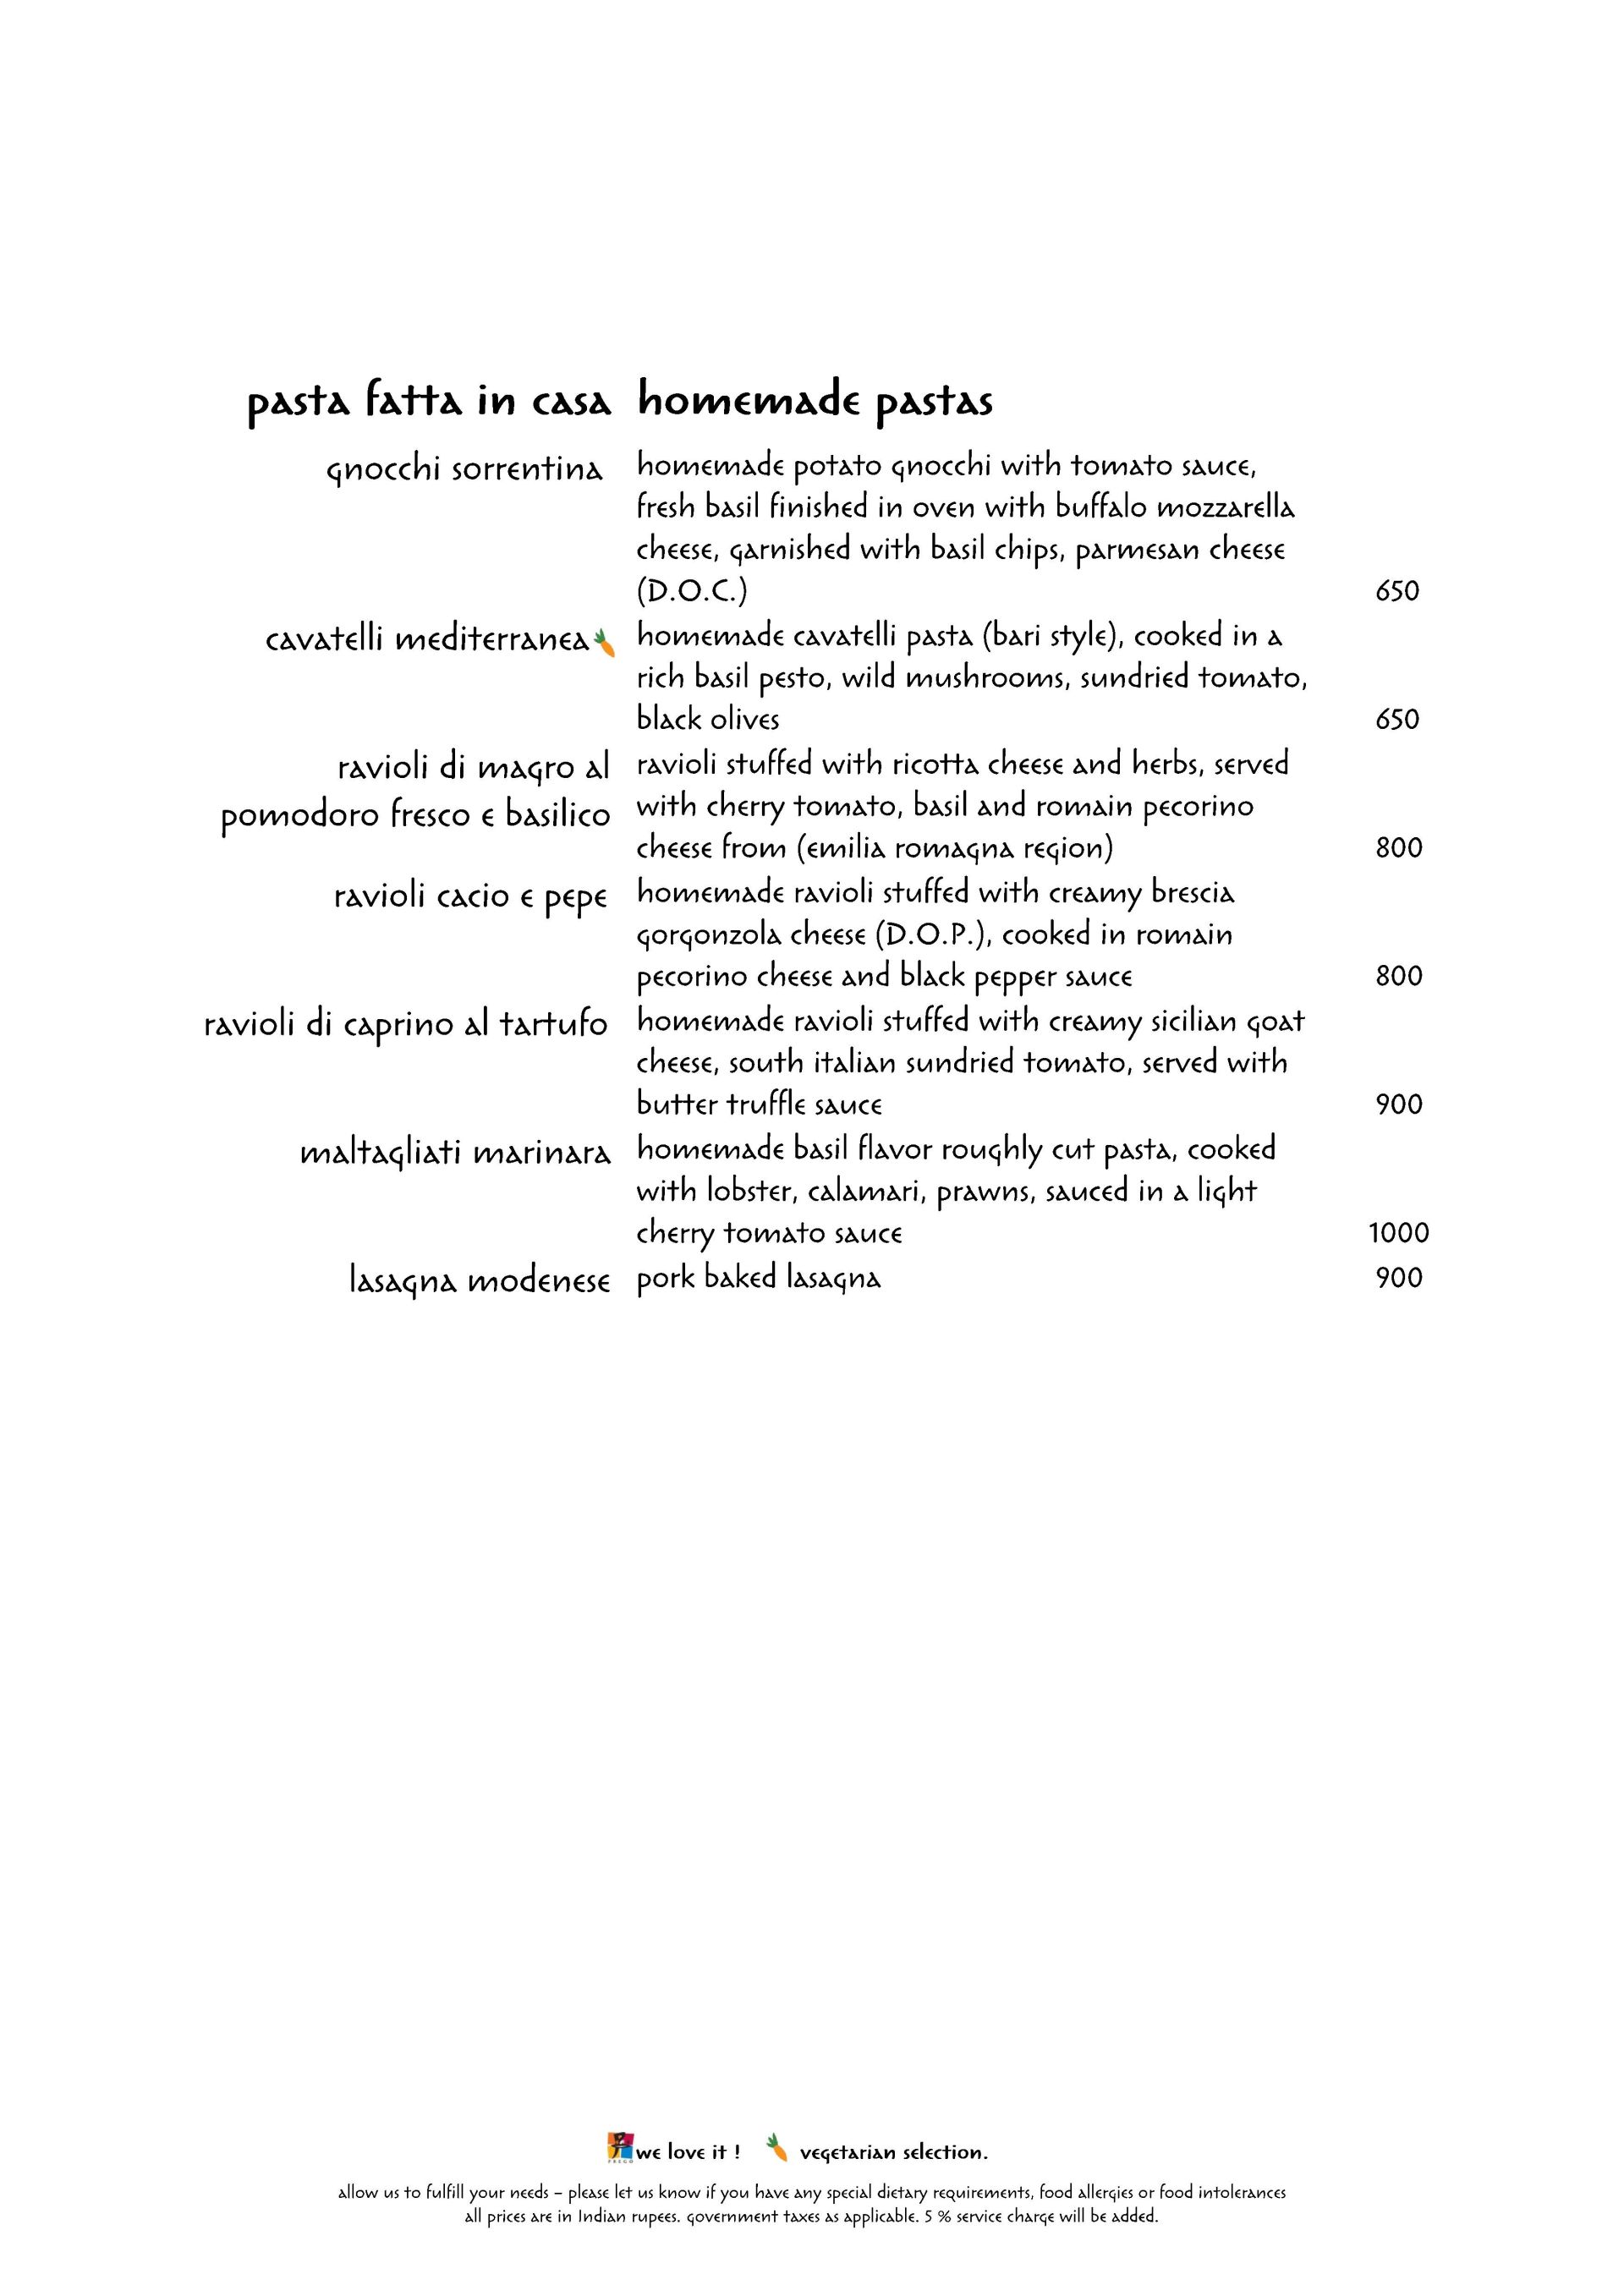 pasta fatta in casa homemade pastas
gnocchi sorrentina homemade potato gnocchi with tomato sauce,
fresh basil finished in oven with buffalo mozzarella
cheese, garnished with basil chips, parmesan cheese
(D.O.C.) 650
cavatelli mediterranea homemade cavatelli pasta (bari style), cooked in a
rich basil pesto, wild mushrooms, sundried tomato,
black olives 650
ravioli di magro al ravioli stuffed with ricotta cheese and herbs, served
pomodoro fresco e basilico with cherry tomato, basil and romain pecorino
cheese from (emilia romagna region) 800
ravioli cacio e pepe homemade ravioli stuffed with creamy brescia
gorgonzola cheese (D.O.P.), cooked in romain
pecorino cheese and black pepper sauce 800
ravioli di caprino al tartufo homemade ravioli stuffed with creamy sicilian goat
cheese, south italian sundried tomato, served with
butter truffle sauce 900
maltagliati marinara homemade basil flavor roughly cut pasta, cooked
with lobster, calamari, prawns, sauced in a light
cherry tomato sauce 1000
lasagna modenese pork baked lasagna 900
PREGO we love it ! vegetarian selection.
allow us to fulfill your needs – please let us know if you have any special dietary requirements, food allergies or food intolerances
all prices are in Indian rupees. government taxes as applicable. 5 % service charge will be added.